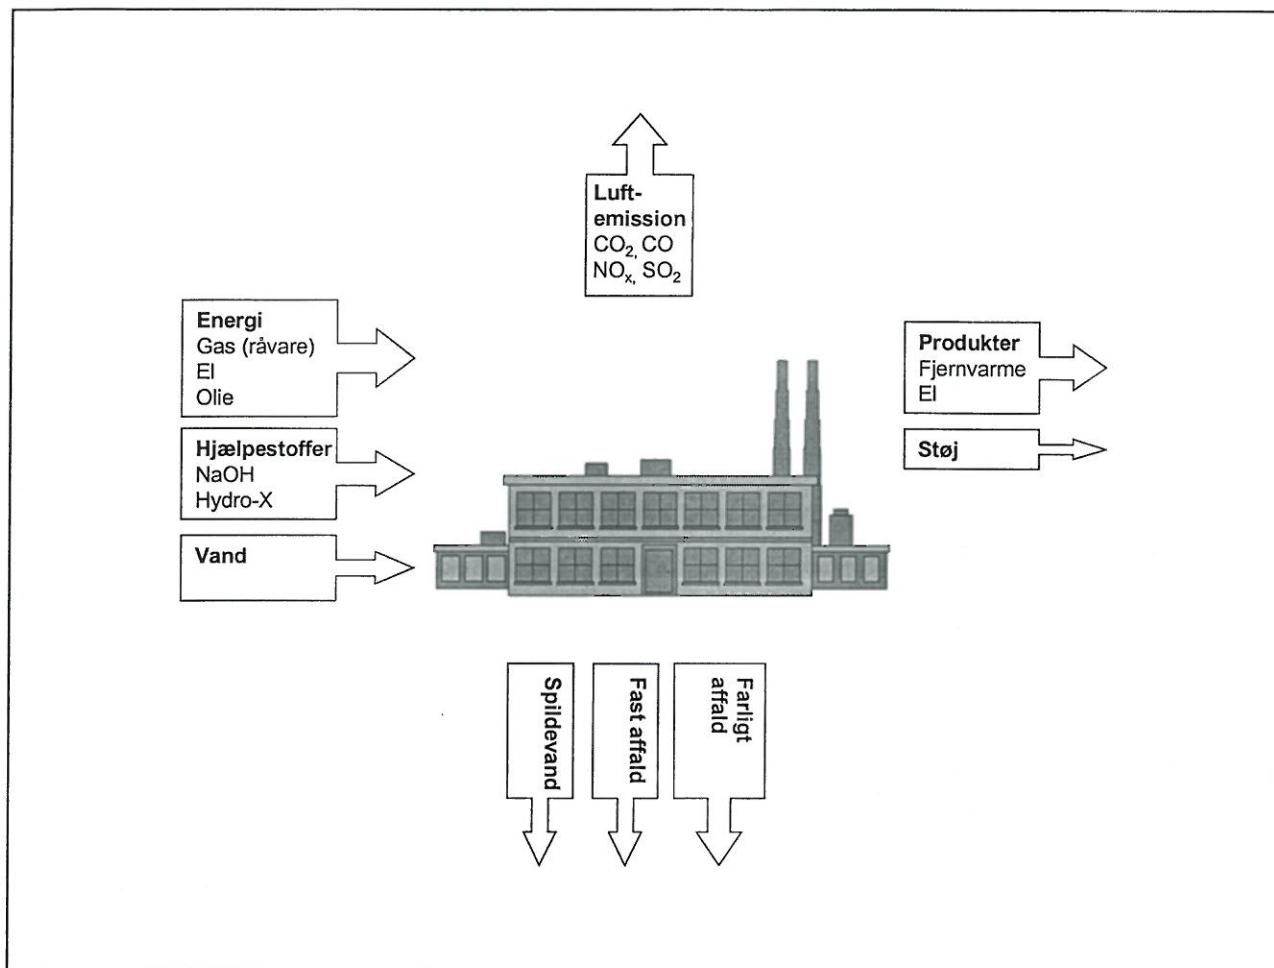 Luft-
emission
CO₂, CO
NOₓ, SO₂
Energi
Gas (råvare)
El
Olie
Hjælpestoffer
NaOH
Hydro-X
Vand
Produkter
Fjernvarme
El
Støj
Spildevand
Fast affald
Farligt
affald